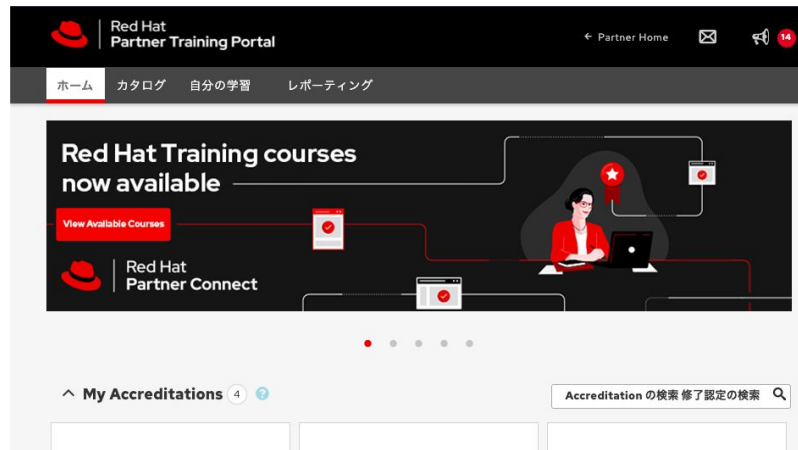 Red Hat
Partner Training Portal
← Partner Home
14
ホーム カタログ 自分の学習 レポーティング
Red Hat Training courses
now available
View Available Courses
Red Hat
Partner Connect
My Accreditations 4 ?
Accreditation の検索 修了認定の検索